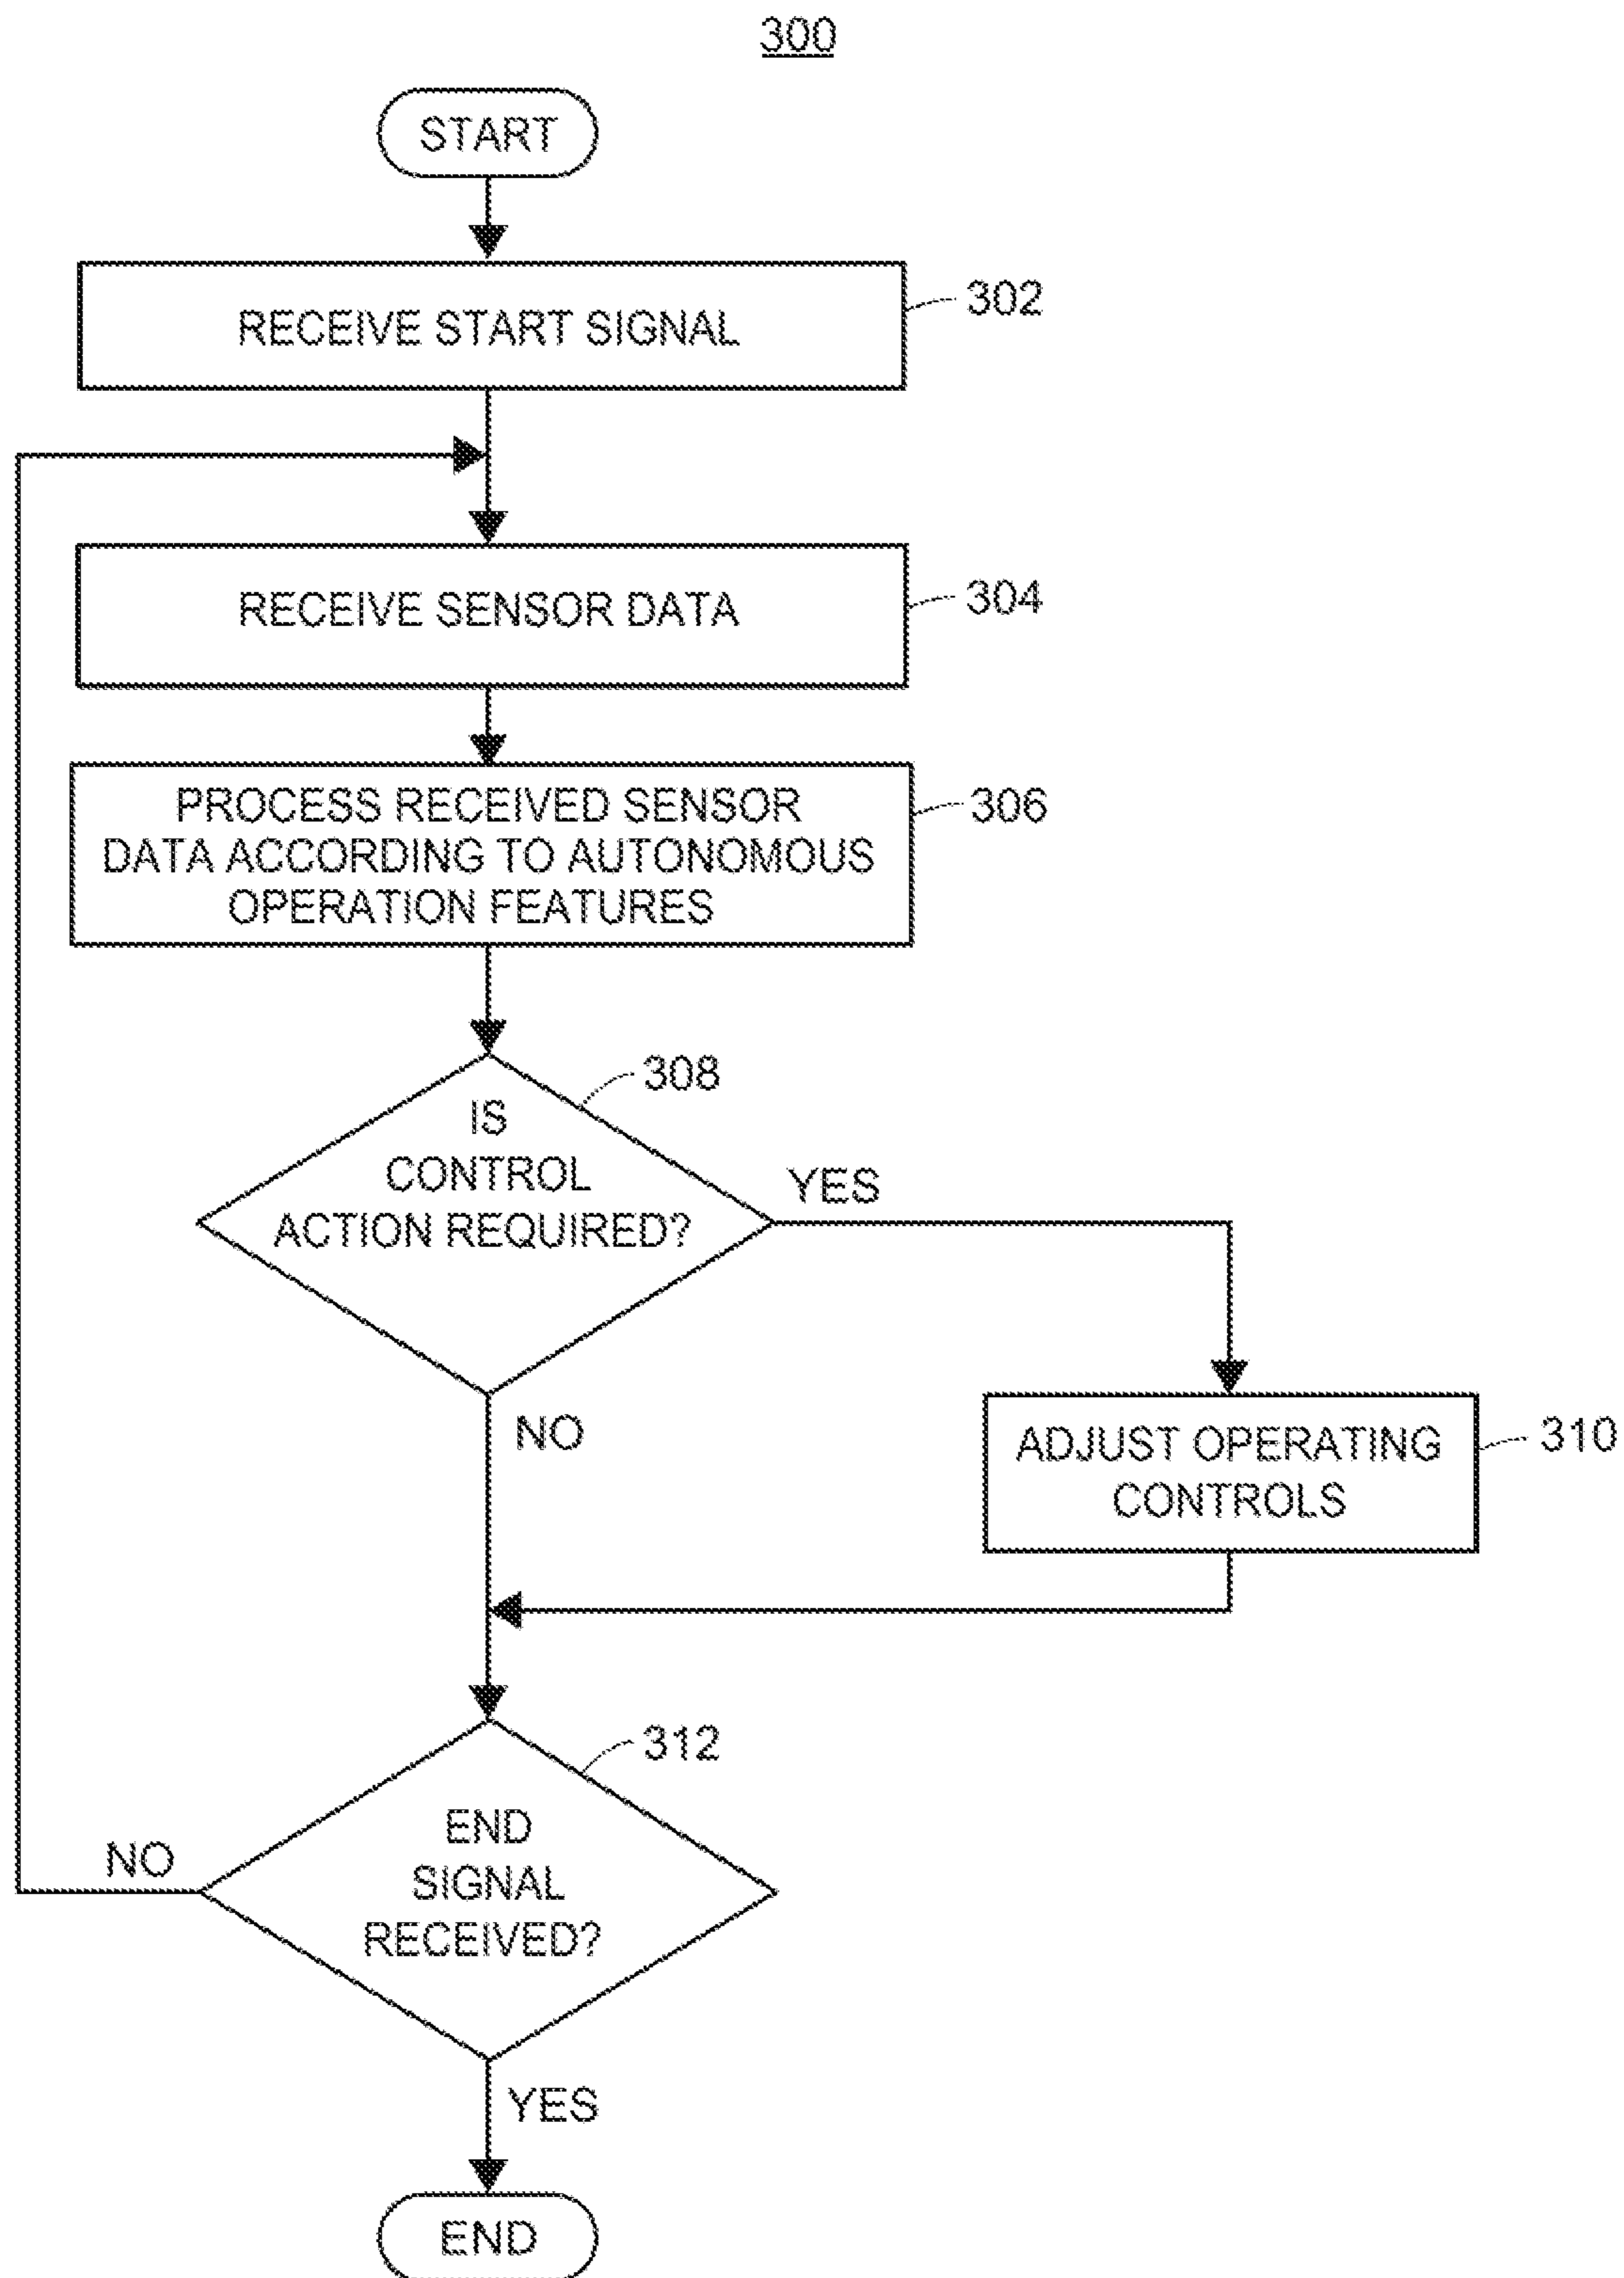 300
START
RECEIVE START SIGNAL
302
RECEIVE SENSOR DATA
304
PROCESS RECEIVED SENSOR
DATA ACCORDING TO AUTONOMOUS
OPERATION FEATURES
306
308
IS
CONTROL
ACTION REQUIRED?
YES
NO
ADJUST OPERATING
CONTROLS
310
312
END
SIGNAL
RECEIVED?
NO
YES
END